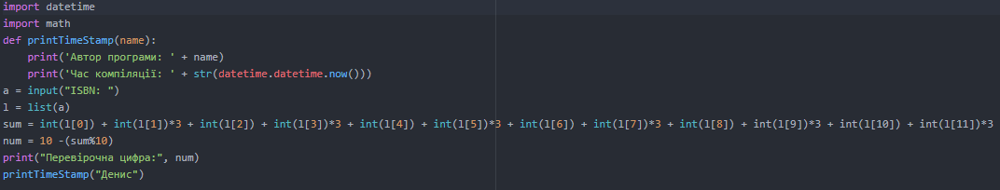 import datetime
import math
def printTimeStamp(name):
    print('Автор програми: ' + name)
    print('Час компіляції: ' + str(datetime.datetime.now()))
a = input("ISBN: ")
l = list(a)
sum = int(l[0]) + int(l[1])*3 + int(l[2]) + int(l[3])*3 + int(l[4]) + int(l[5])*3 + int(l[6]) + int(l[7])*3 + int(l[8]) + int(l[9])*3 + int(l[10]) + int(l[11])*3
num = 10 -(sum%10)
print("Перевірочна цифра:", num)
printTimeStamp("Денис")